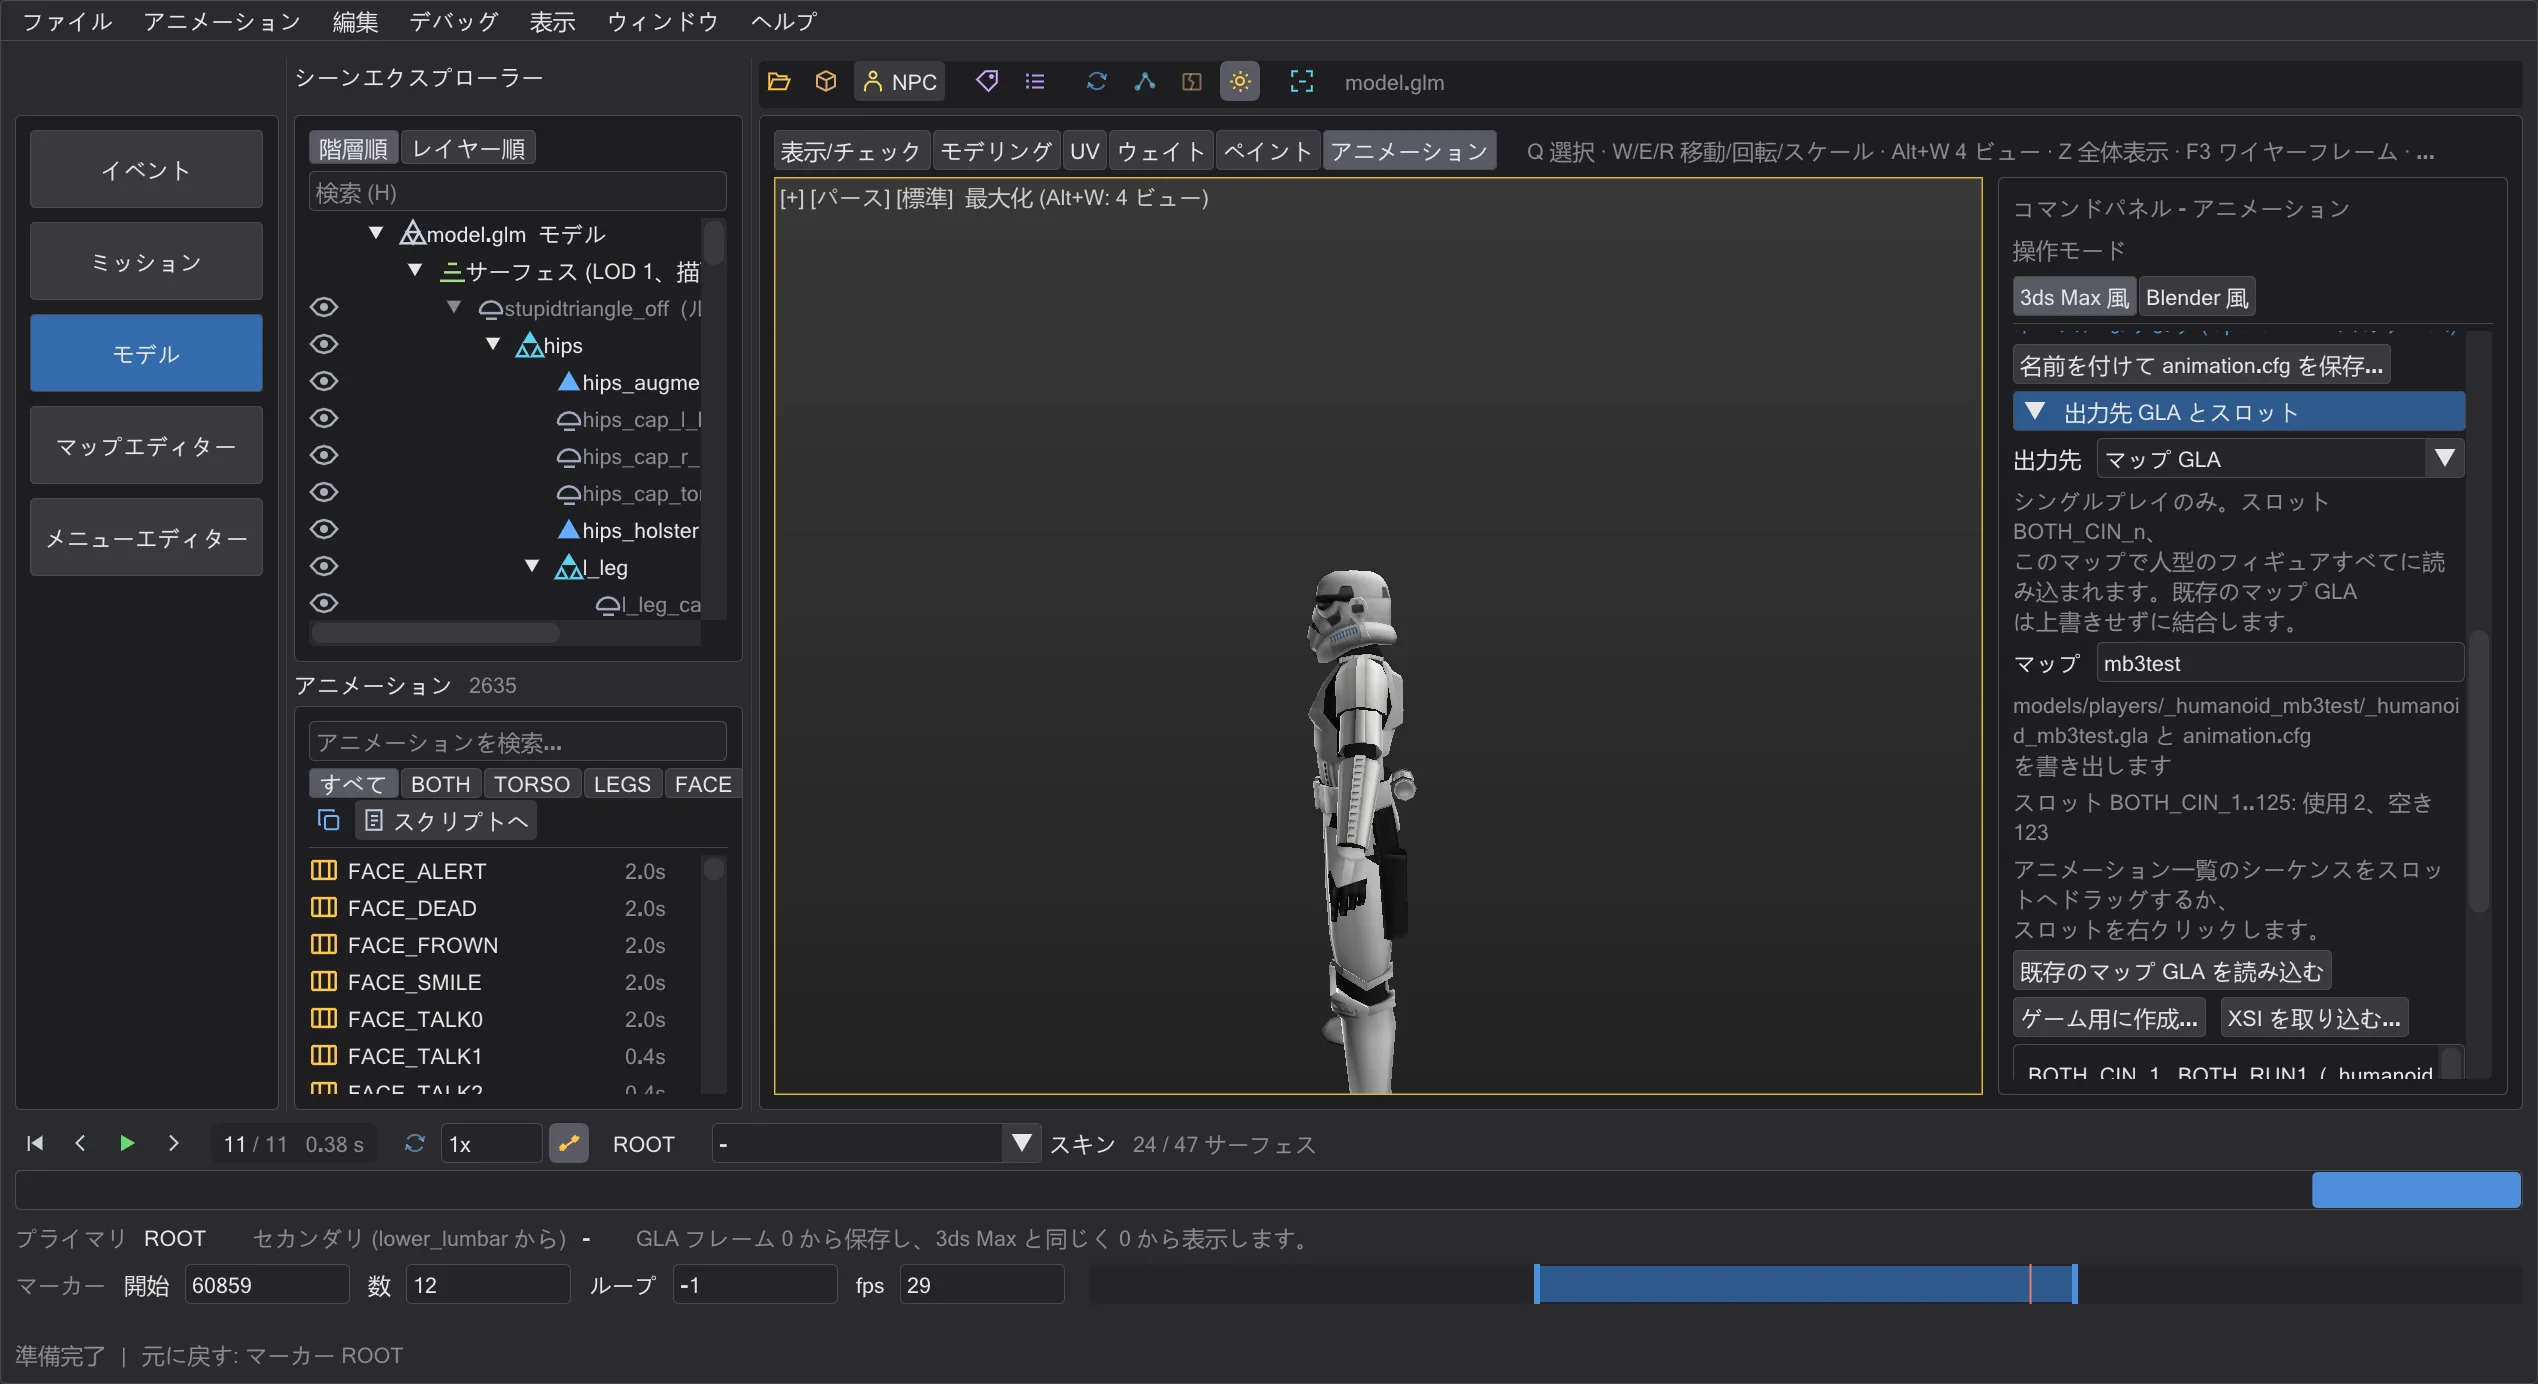 ファイル アニメーション 編集 デバッグ 表示 ウィンドウ ヘルプ
イベント
ミッション
モデル
マップエディター
メニューエディター
シーンエクスプローラー
階層順 レイヤー順
検索 (H)
model.glm モデル
サーフェス (LOD 1、描
stupidtriangle_off
hips
hips_augme
hips_cap_l_l
hips_cap_r_
hips_cap_to
hips_holster
l_leg
l_leg_ca
アニメーション 2635
アニメーションを検索...
すべて BOTH TORSO LEGS FACE
スクリプトへ
FACE_ALERT 2.0s
FACE_DEAD 2.0s
FACE_FROWN 2.0s
FACE_SMILE 2.0s
FACE_TALK0 2.0s
FACE_TALK1 0.4s
FACE_TALK2 0.4s
NPC model.glm
表示/チェック モデリング UV ウェイト ペイント アニメーション Q 選択 · W/E/R 移動/回転/スケール · Alt+W 4 ビュー · Z 全体表示 · F3 ワイヤーフレーム · ...
[+] [パース] [標準] 最大化 (Alt+W: 4 ビュー)
コマンドパネル - アニメーション
操作モード
3ds Max 風 Blender 風
名前を付けて animation.cfg を保存...
出力先 GLA とスロット
出力先 マップ GLA
シングルプレイのみ。スロット
BOTH_CIN_n、
このマップで人型のフィギュアすべてに読
み込まれます。既存のマップ GLA
は上書きせずに結合します。
マップ mb3test
models/players/_humanoid_mb3test/_humanoi
d_mb3test.gla と animation.cfg
を書き出します
スロット BOTH_CIN_1..125: 使用 2、空き
123
アニメーション一覧のシーケンスをスロッ
トへドラッグするか、
スロットを右クリックします。
既存のマップ GLA を読み込む
ゲーム用に作成... XSI を取り込む...
BOTH_CIN_1 BOTH_RUN1 (_humanoid
11 / 11 0.38 s 1x ROOT - スキン 24 / 47 サーフェス
プライマリ ROOT セカンダリ (lower_lumbar から) - GLA フレーム 0 から保存し、3ds Max と同じく 0 から表示します。
マーカー 開始 60859 数 12 ループ -1 fps 29
準備完了 | 元に戻す: マーカー ROOT